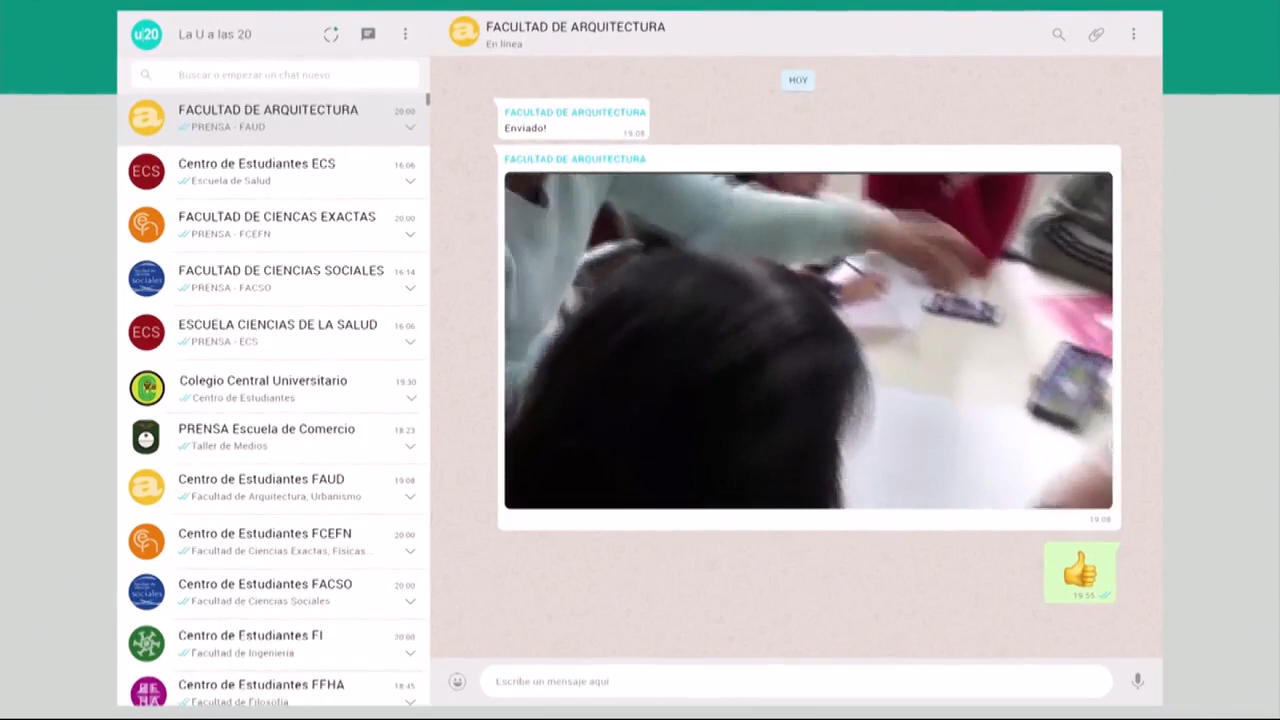 u20
La U a las 20
Buscar o empezar un chat nuevo
FACULTAD DE ARQUITECTURA
20:00
PRENSA - FAUD
ECS
Centro de Estudiantes ECS
16:06
Escuela de Salud
FACULTAD DE CIENCAS EXACTAS
20:00
PRENSA - FCEFN
sociales
FACULTAD DE CIENCIAS SOCIALES
16:14
PRENSA - FACSO
ECS
ESCUELA CIENCIAS DE LA SALUD
16:06
PRENSA - ECS
Colegio Central Universitario
19:30
Centro de Estudiantes
PRENSA Escuela de Comercio
18:23
Taller de Medios
a
Centro de Estudiantes FAUD
19:08
Facultad de Arquitectura, Urbanismo
Centro de Estudiantes FCEFN
20:00
Facultad de Ciencias Exactas, Físicas...
sociales
Centro de Estudiantes FACSO
20:00
Facultad de Ciencias Sociales
Centro de Estudiantes FI
20:00
Facultad de Ingeniería
Centro de Estudiantes FFHA
18:45
Facultad de Filosofía
a
FACULTAD DE ARQUITECTURA
En línea
HOY
FACULTAD DE ARQUITECTURA
Enviado!
19:08
FACULTAD DE ARQUITECTURA
19:08
19:55
Escribe un mensaje aquí